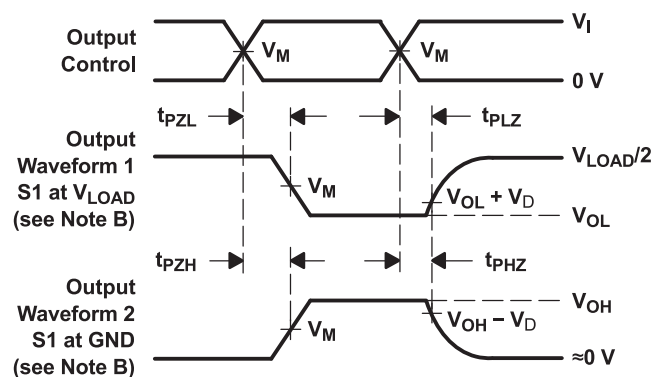 Output
Control
V_I
V_M
V_M
0 V
t_PZL
t_PLZ
Output
Waveform 1
S1 at V_LOAD
(see Note B)
V_LOAD/2
V_M
V_OL + V_D
V_OL
t_PZH
t_PHZ
Output
Waveform 2
S1 at GND
(see Note B)
V_OH
V_M
V_OH − V_D
≈0 V